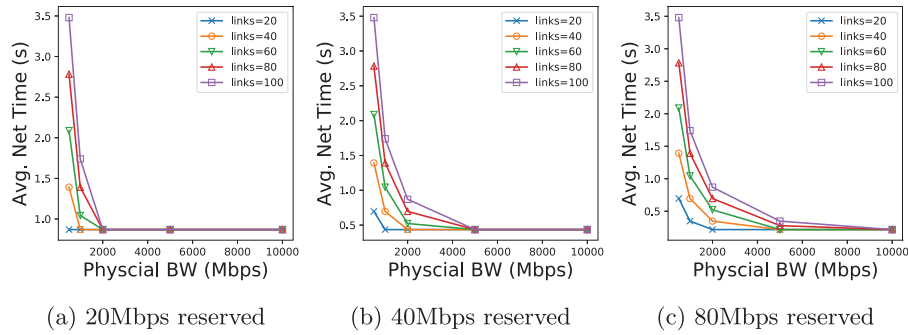 3.5
3.0
2.5
2.0
1.5
1.0
Avg. Net Time (s)
2000 4000 6000 8000 10000
Physcial BW (Mbps)
links=20
links=40
links=60
links=80
links=100
(a) 20Mbps reserved
3.5
3.0
2.5
2.0
1.5
1.0
0.5
Avg. Net Time (s)
2000 4000 6000 8000 10000
Physcial BW (Mbps)
links=20
links=40
links=60
links=80
links=100
(b) 40Mbps reserved
3.5
3.0
2.5
2.0
1.5
1.0
0.5
Avg. Net Time (s)
2000 4000 6000 8000 10000
Physcial BW (Mbps)
links=20
links=40
links=60
links=80
links=100
(c) 80Mbps reserved